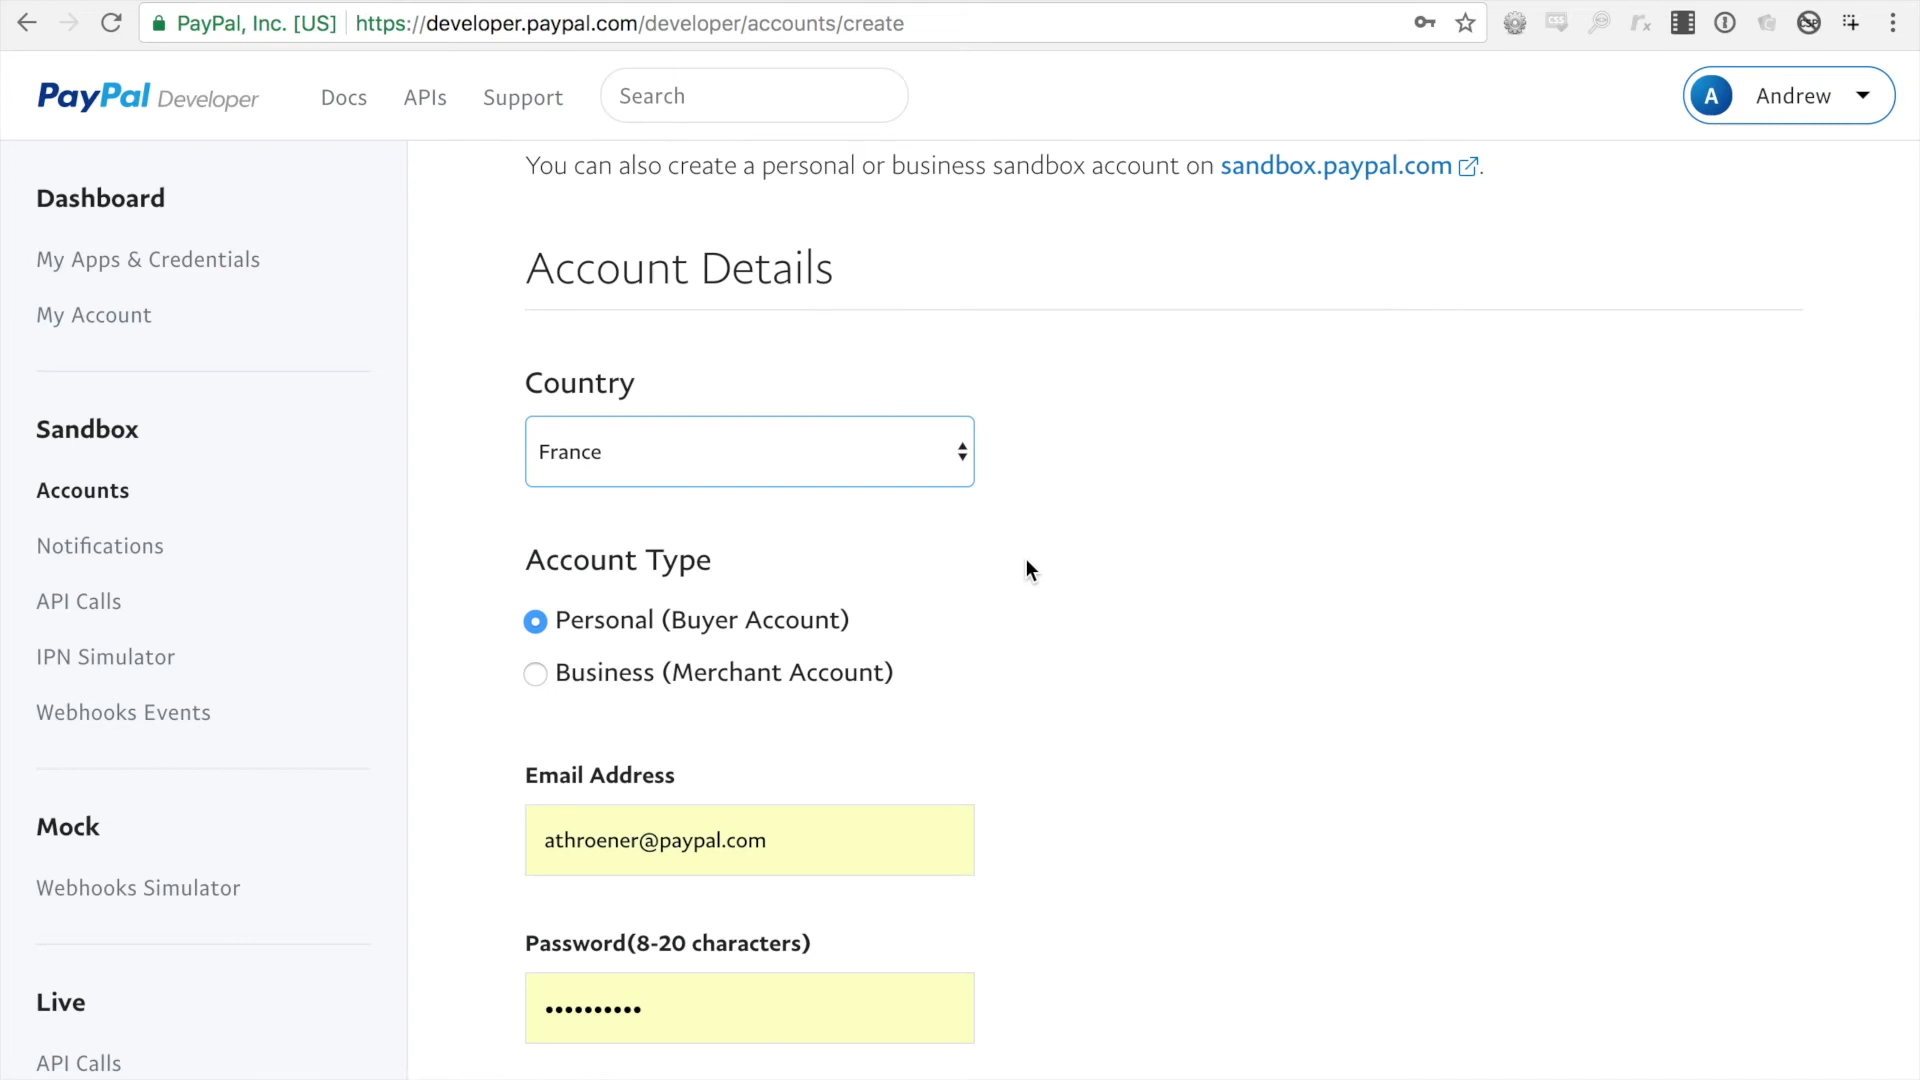 PayPal, Inc. [US] https://developer.paypal.com/developer/accounts/create
PayPal Developer Docs APIs Support Search A Andrew
You can also create a personal or business sandbox account on sandbox.paypal.com.
Dashboard
My Apps & Credentials
My Account
Sandbox
Accounts
Notifications
API Calls
IPN Simulator
Webhooks Events
Mock
Webhooks Simulator
Live
API Calls
Account Details
Country
France
Account Type
Personal (Buyer Account)
Business (Merchant Account)
Email Address
athroener@paypal.com
Password(8-20 characters)
••••••••••